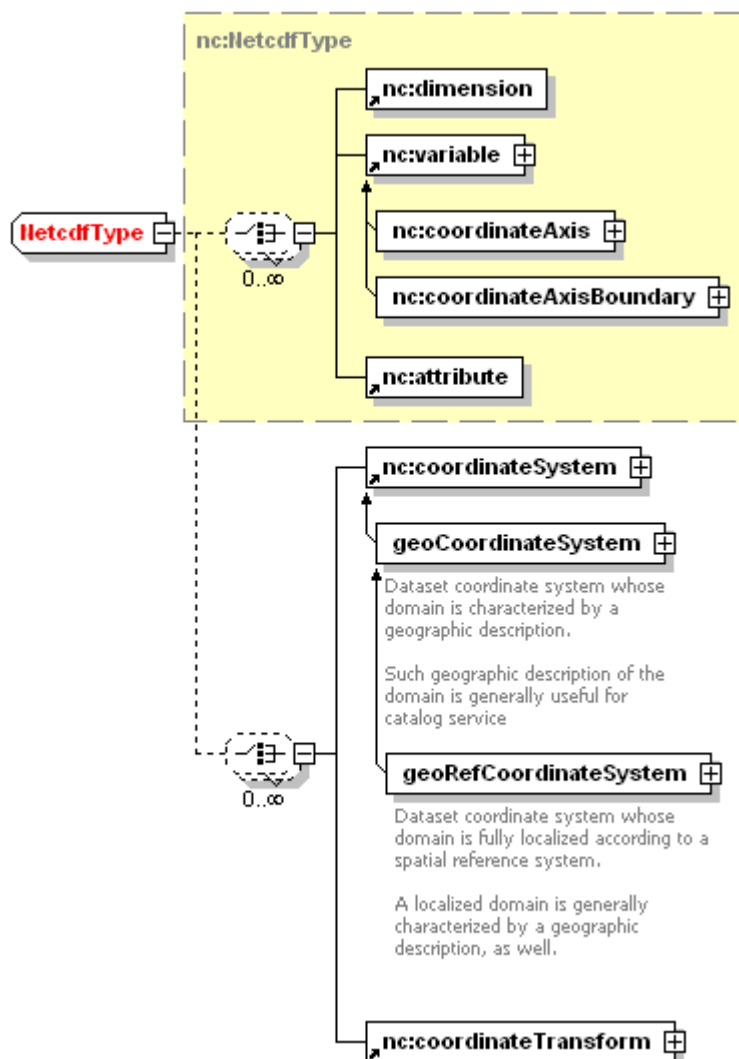 nc:NetcdfType
nc:dimension
nc:variable
NetcdfType
nc:coordinateAxis
0..∞
nc:coordinateAxisBoundary
nc:attribute
nc:coordinateSystem
geoCoordinateSystem
Dataset coordinate system whose
domain is characterized by a
geographic description.
Such geographic description of the
domain is generally useful for
catalog service
geoRefCoordinateSystem
0..∞
Dataset coordinate system whose
domain is fully localized according to a
spatial reference system.
A localized domain is generally
characterized by a geographic
description, as well.
nc:coordinateTransform